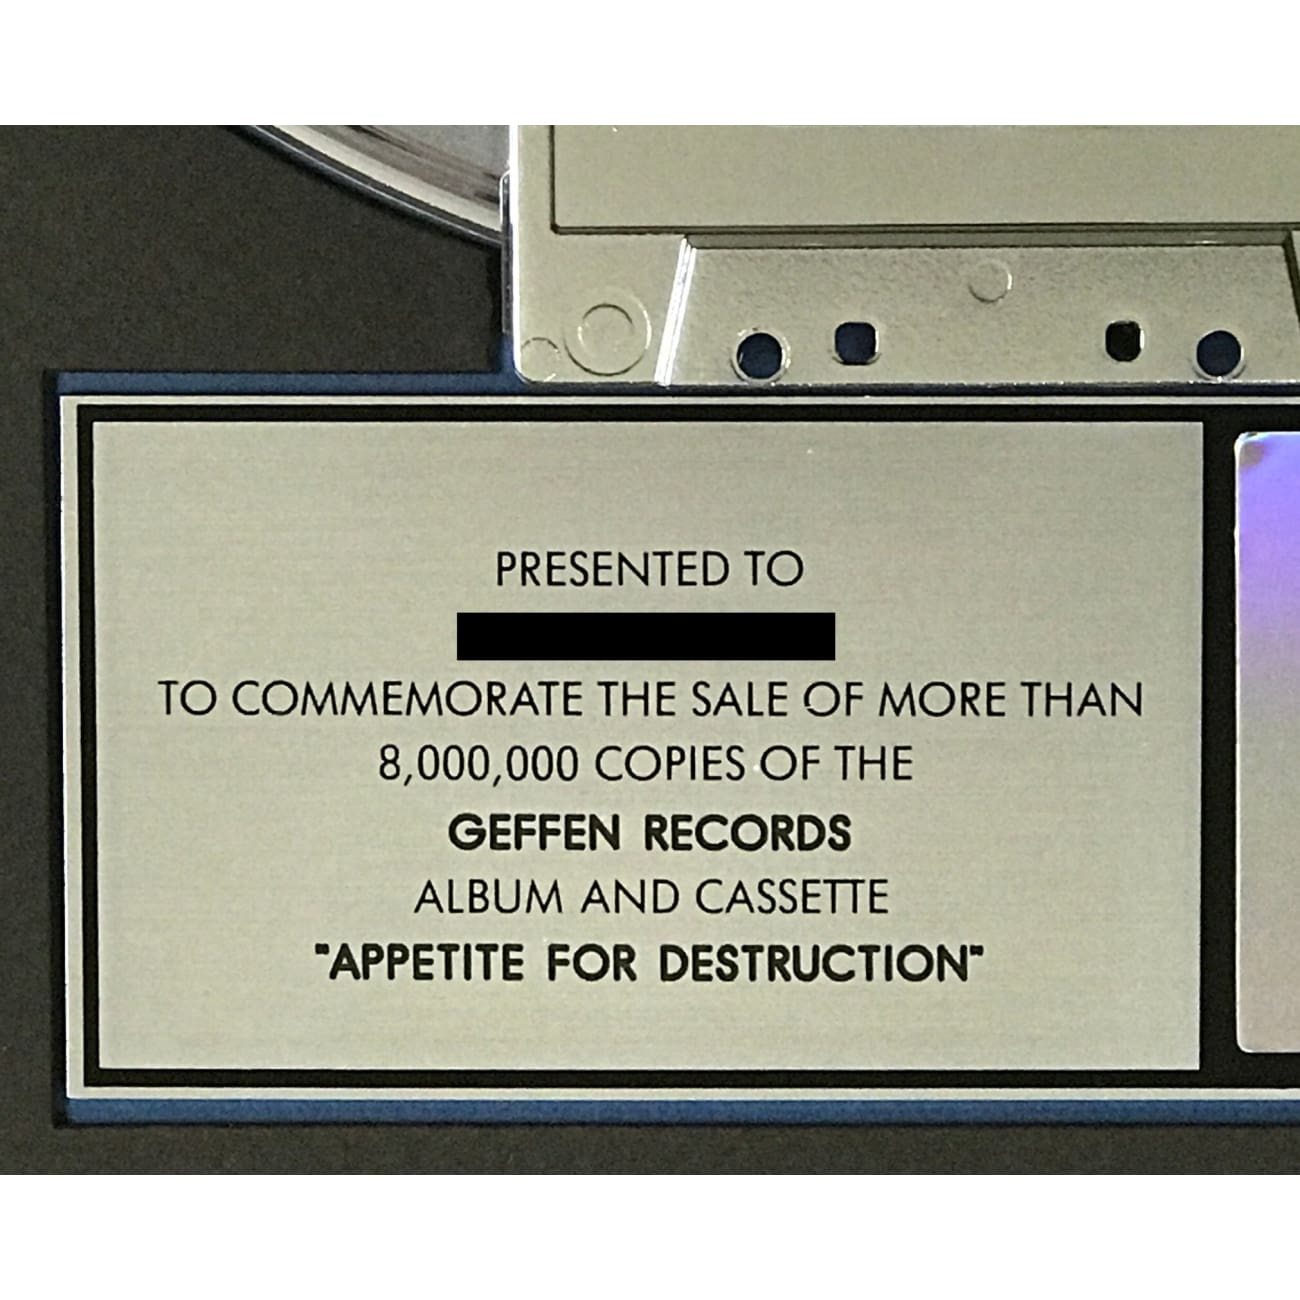 PRESENTED TO
TO COMMEMORATE THE SALE OF MORE THAN
8,000,000 COPIES OF THE
GEFFEN RECORDS
ALBUM AND CASSETTE
"APPETITE FOR DESTRUCTION"